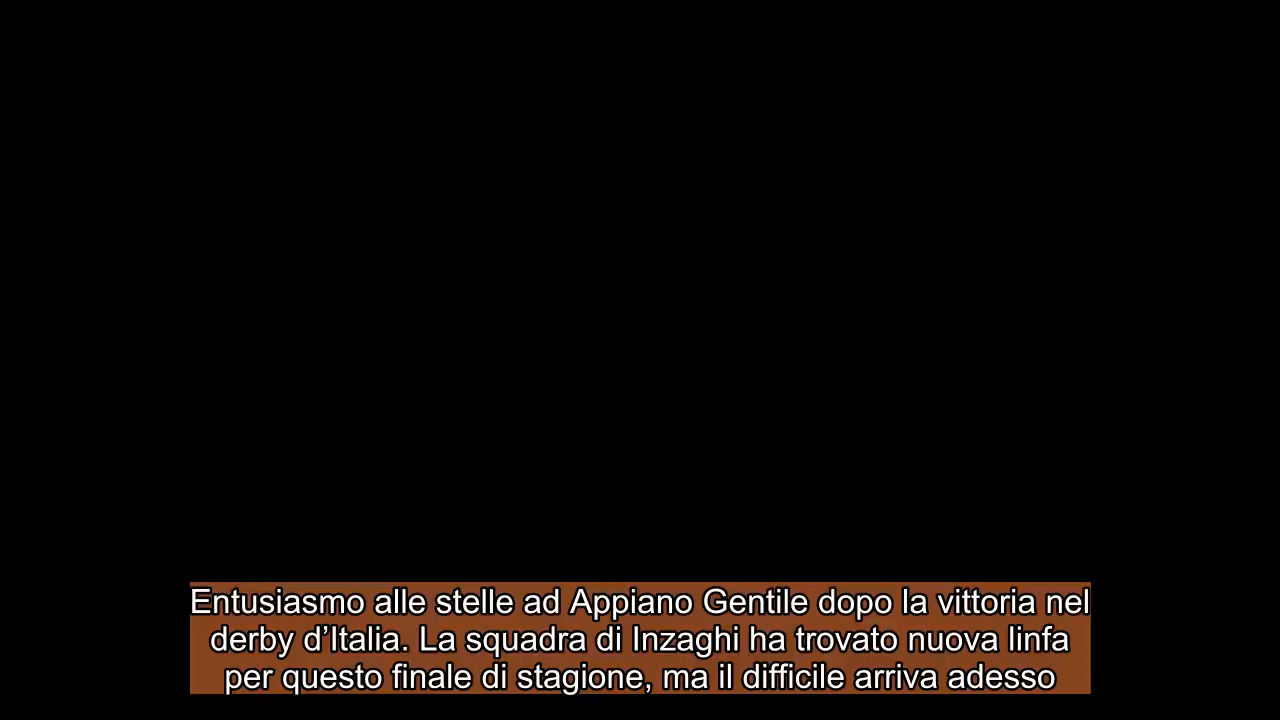 Entusiasmo alle stelle ad Appiano Gentile dopo la vittoria nel
derby d’Italia. La squadra di Inzaghi ha trovato nuova linfa
per questo finale di stagione, ma il difficile arriva adesso